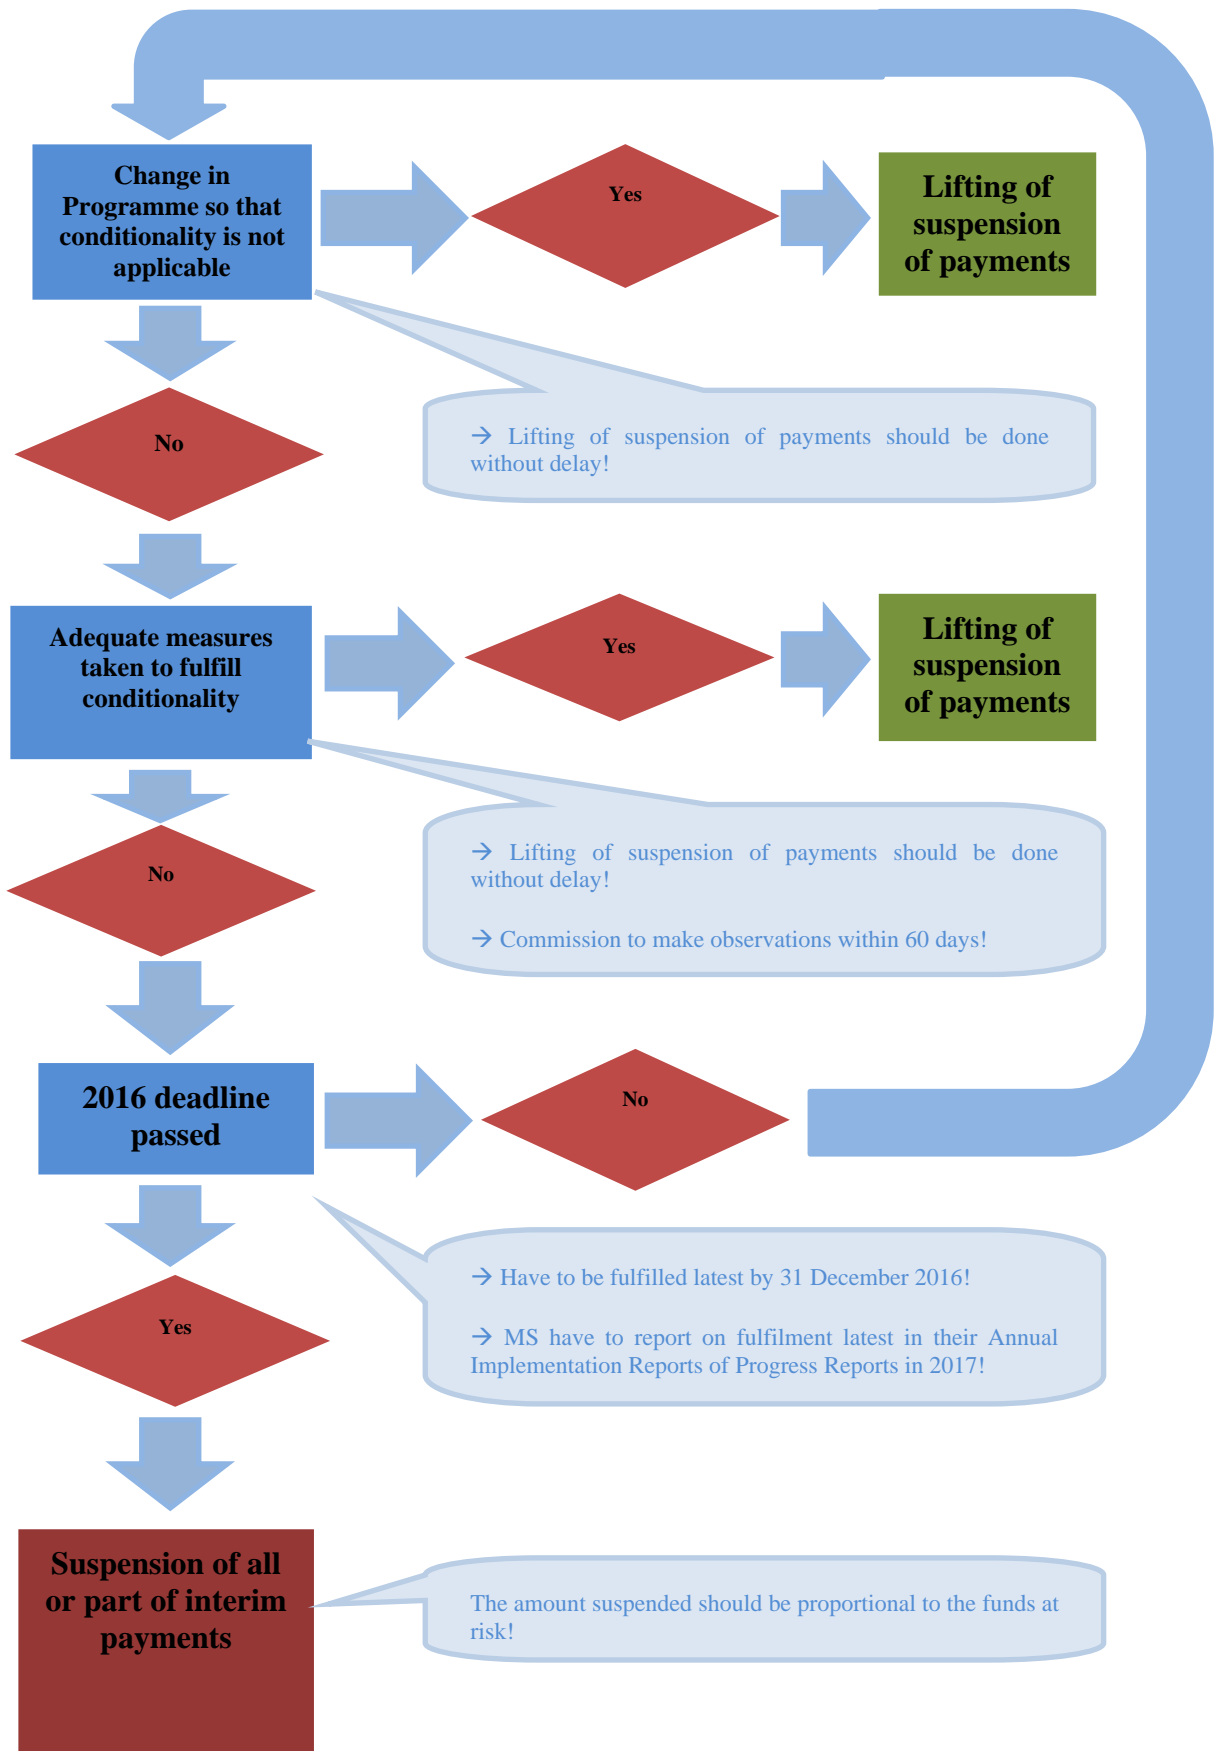 Change in
Programme so that
conditionality is not
applicable
Yes
Lifting of
suspension
of payments
→ Lifting of suspension of payments should be done
without delay!
No
Adequate measures
taken to fulfill
conditionality
Yes
Lifting of
suspension
of payments
→ Lifting of suspension of payments should be done
without delay!
→ Commission to make observations within 60 days!
No
2016 deadline
passed
No
→ Have to be fulfilled latest by 31 December 2016!
→ MS have to report on fulfilment latest in their Annual
Implementation Reports of Progress Reports in 2017!
Yes
Suspension of all
or part of interim
payments
The amount suspended should be proportional to the funds at
risk!